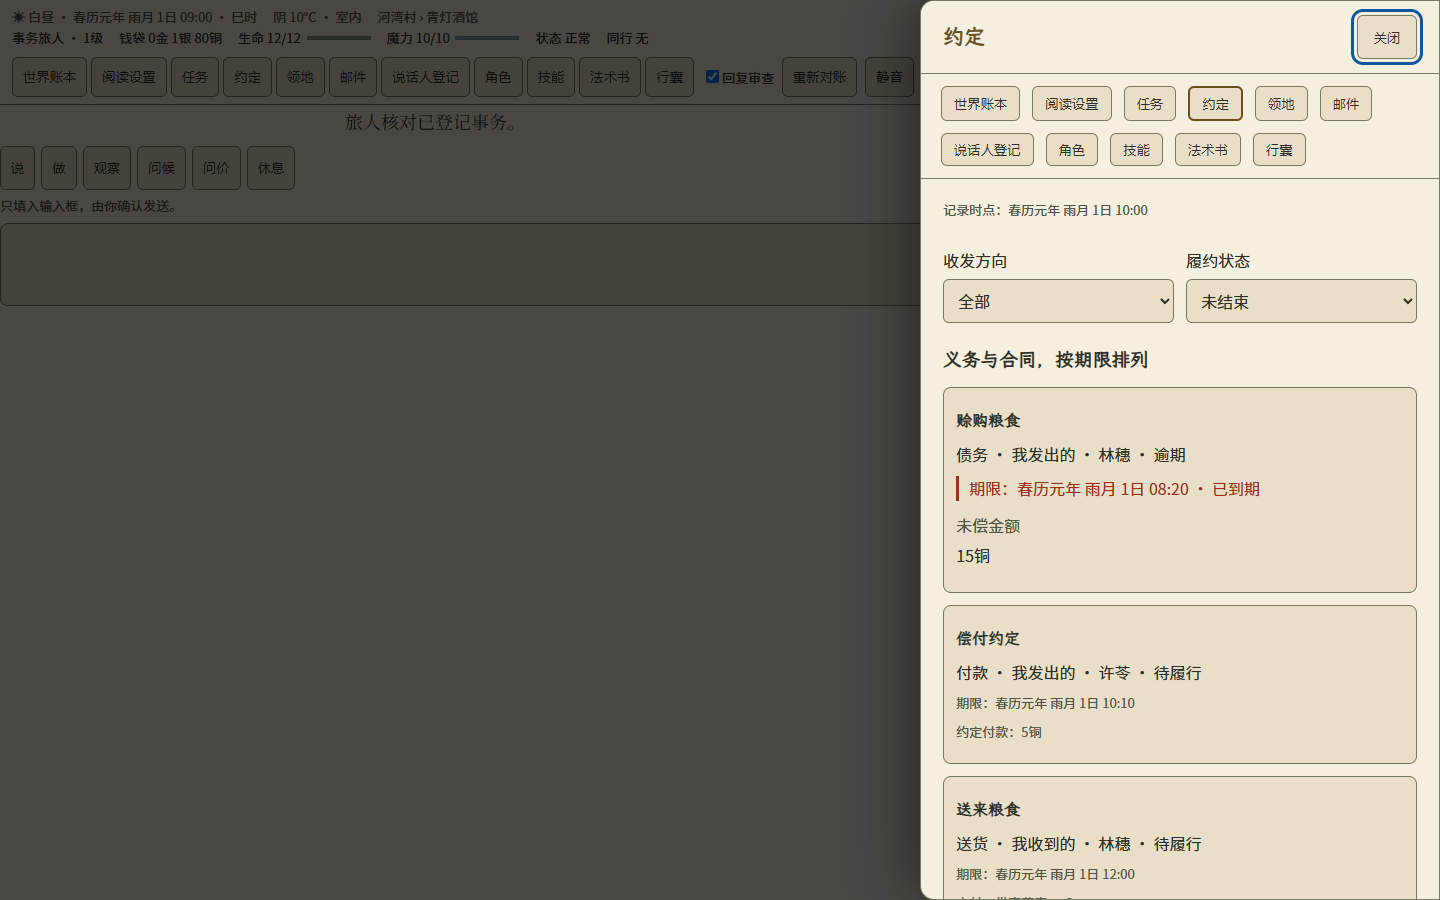 ☀ 白昼 · 春历元年 雨月 1日 09:00 · 巳时 阴 10°C · 室内 河湾村 › 青灯酒馆
事务旅人 · 1级 钱袋 0金 1银 80铜 生命 12/12 魔力 10/10 状态 正常 同行 无
世界账本 阅读设置 任务 约定 领地 邮件 说话人登记 角色 技能 法术书 行囊 回复审查 重新对账 静音
旅人核对已登记事务。
说 做 观察 问候 问价 休息
只填入输入框，由你确认发送。
约定
关闭
世界账本 阅读设置 任务 约定 领地 邮件
说话人登记 角色 技能 法术书 行囊
记录时点：春历元年 雨月 1日 10:00
收发方向 履约状态
全部 未结束
义务与合同，按期限排列
赊购粮食
债务 · 我发出的 · 林穗 · 逾期
期限：春历元年 雨月 1日 08:20 · 已到期
未偿金额
15铜
偿付约定
付款 · 我发出的 · 许苓 · 待履行
期限：春历元年 雨月 1日 10:10
约定付款：5铜
送来粮食
送货 · 我收到的 · 林穗 · 待履行
期限：春历元年 雨月 1日 12:00